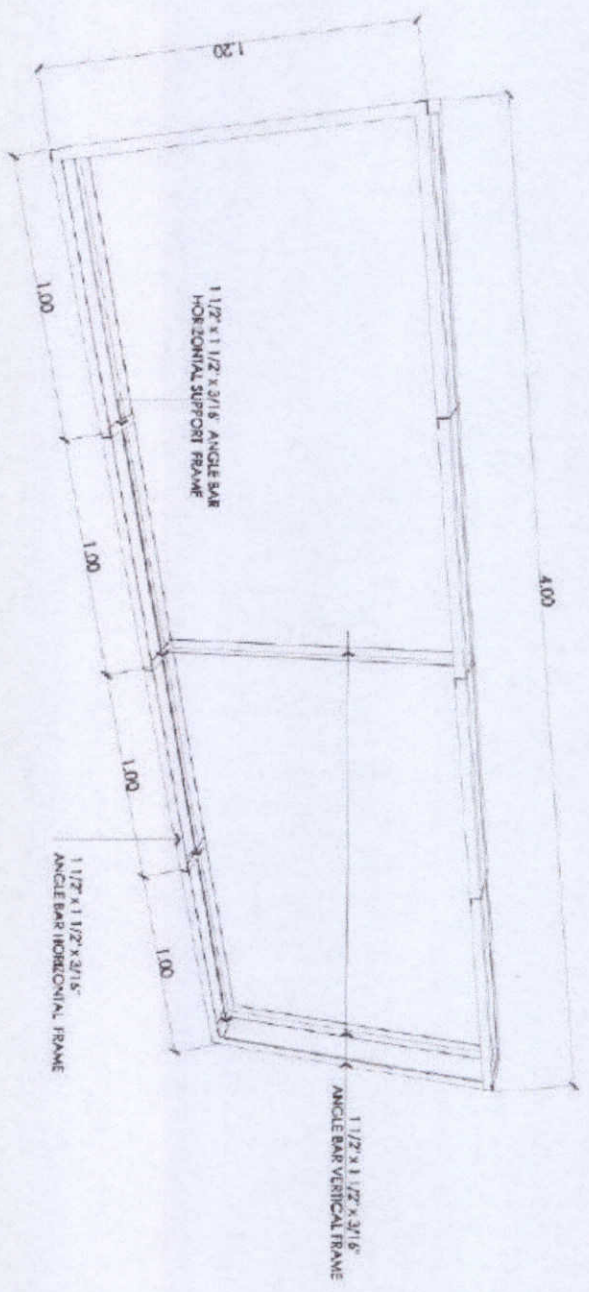 1.20
4.00
1.00
1 1/2" x 1 1/2" x 3/16" ANGLE BAR
HORIZONTAL SUPPORT FRAME
1.00
1.00
1.00
1 1/2" x 1 1/2" x 3/16"
ANGLE BAR HORIZONTAL FRAME
1 1/2" x 1 1/2" x 3/16"
ANGLE BAR VERTICAL FRAME